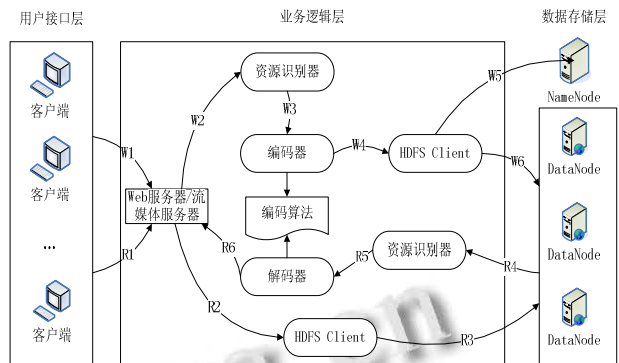 用户接口层
业务逻辑层
数据存储层
客户端
客户端
...
客户端
W1
R1
Web服务器/流
媒体服务器
W2
资源识别器
W3
编码器
W4
HDFS Client
W5
W6
编码算法
解码器
R6
R5
资源识别器
R4
R2
HDFS Client
R3
NameNode
DataNode
DataNode
DataNode